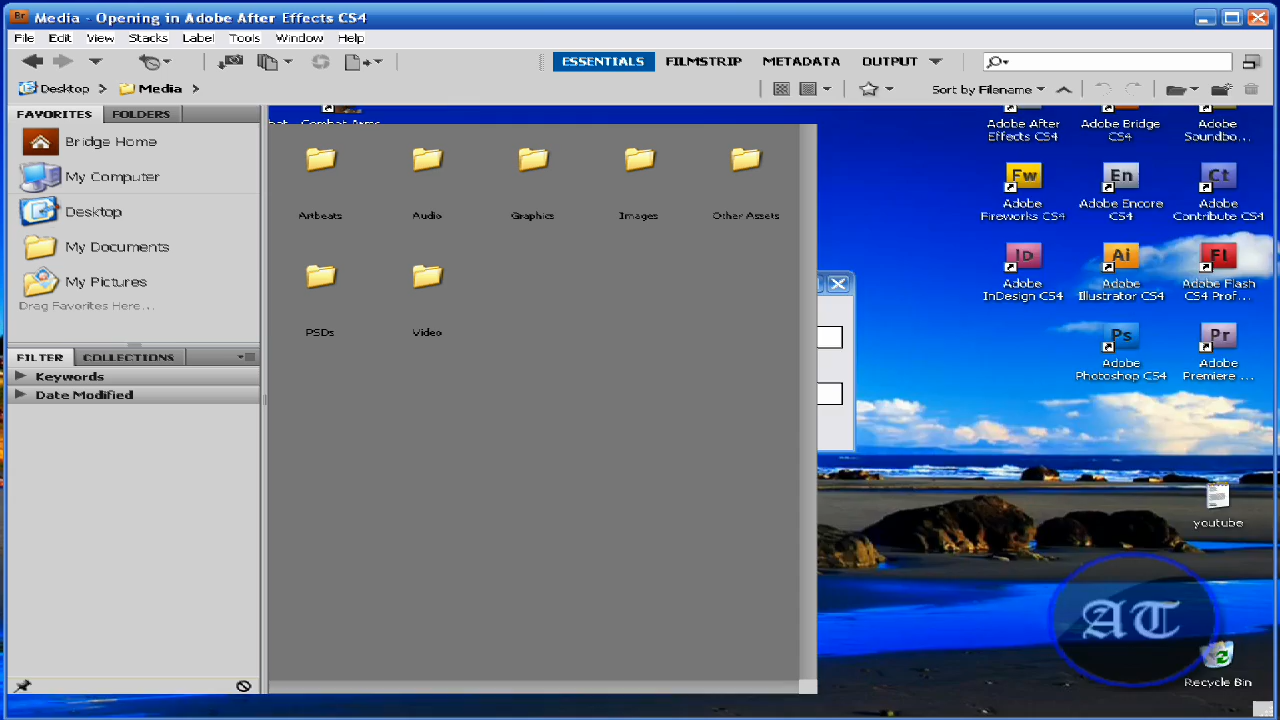 Br Media - Opening in Adobe After Effects CS4
File Edit View Stacks Label Tools Window Help
ESSENTIALS FILMSTRIP METADATA OUTPUT
Desktop Media
Sort by Filename
FAVORITES FOLDERS
Bridge Home
My Computer
Desktop
My Documents
My Pictures
Drag Favorites Here...
FILTER COLLECTIONS
Keywords
Date Modified
Combat Arms
Artbeats Audio Graphics Images Other Assets
PSDs Video
Adobe After Effects CS4
Adobe Bridge CS4
Adobe Soundbo...
Fw
Adobe Fireworks CS4
En
Adobe Encore CS4
Ct
Adobe Contribute CS4
Id
Adobe InDesign CS4
Ai
Adobe Illustrator CS4
Fl
Adobe Flash CS4 Prof...
Ps
Adobe Photoshop CS4
Pr
Adobe Premiere ...
youtube
AT
Recycle Bin